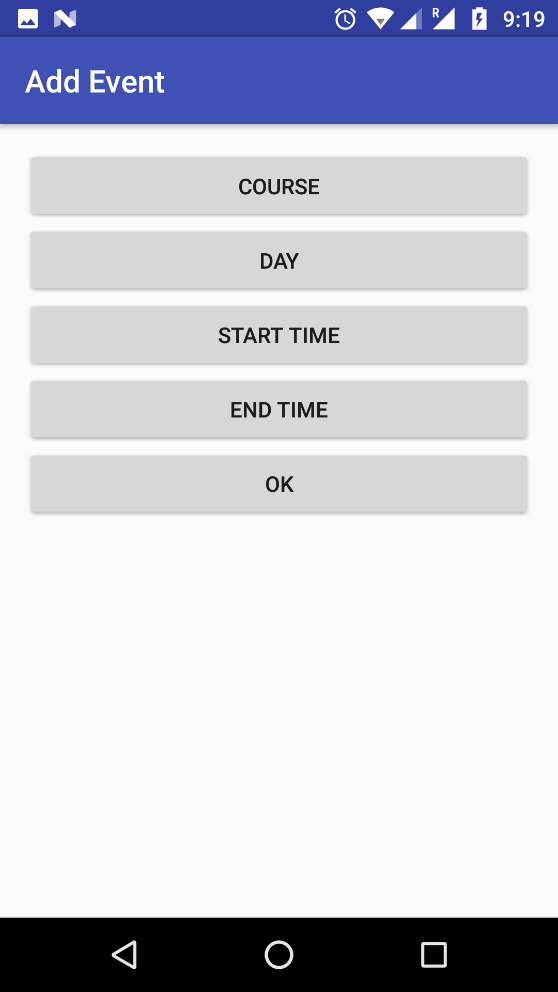 R
9:19
Add Event
COURSE
DAY
START TIME
END TIME
OK